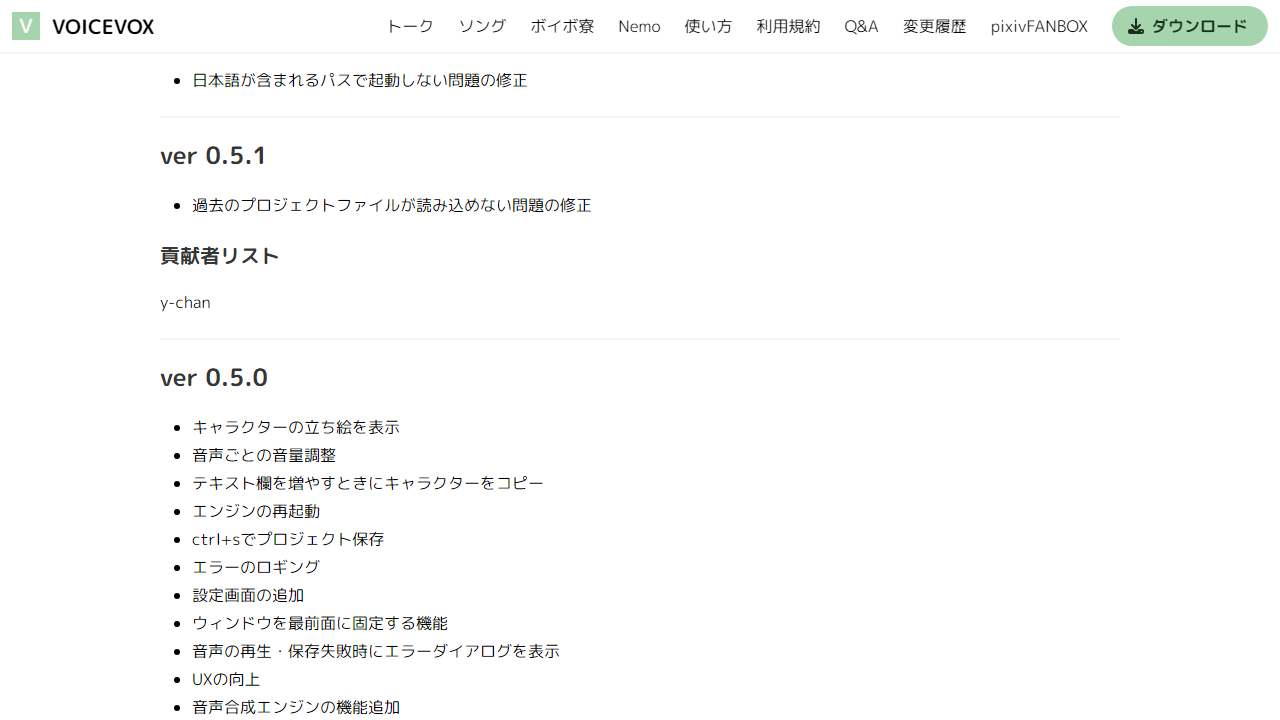 V VOICEVOX トーク ソング ボイボ寮 Nemo 使い方 利用規約 Q&A 変更履歴 pixivFANBOX ダウンロード
日本語が含まれるパスで起動しない問題の修正
ver 0.5.1
過去のプロジェクトファイルが読み込めない問題の修正
貢献者リスト
y-chan
ver 0.5.0
キャラクターの立ち絵を表示
音声ごとの音量調整
テキスト欄を増やすときにキャラクターをコピー
エンジンの再起動
ctrl+sでプロジェクト保存
エラーのロギング
設定画面の追加
ウィンドウを最前面に固定する機能
音声の再生・保存失敗時にエラーダイアログを表示
UXの向上
音声合成エンジンの機能追加